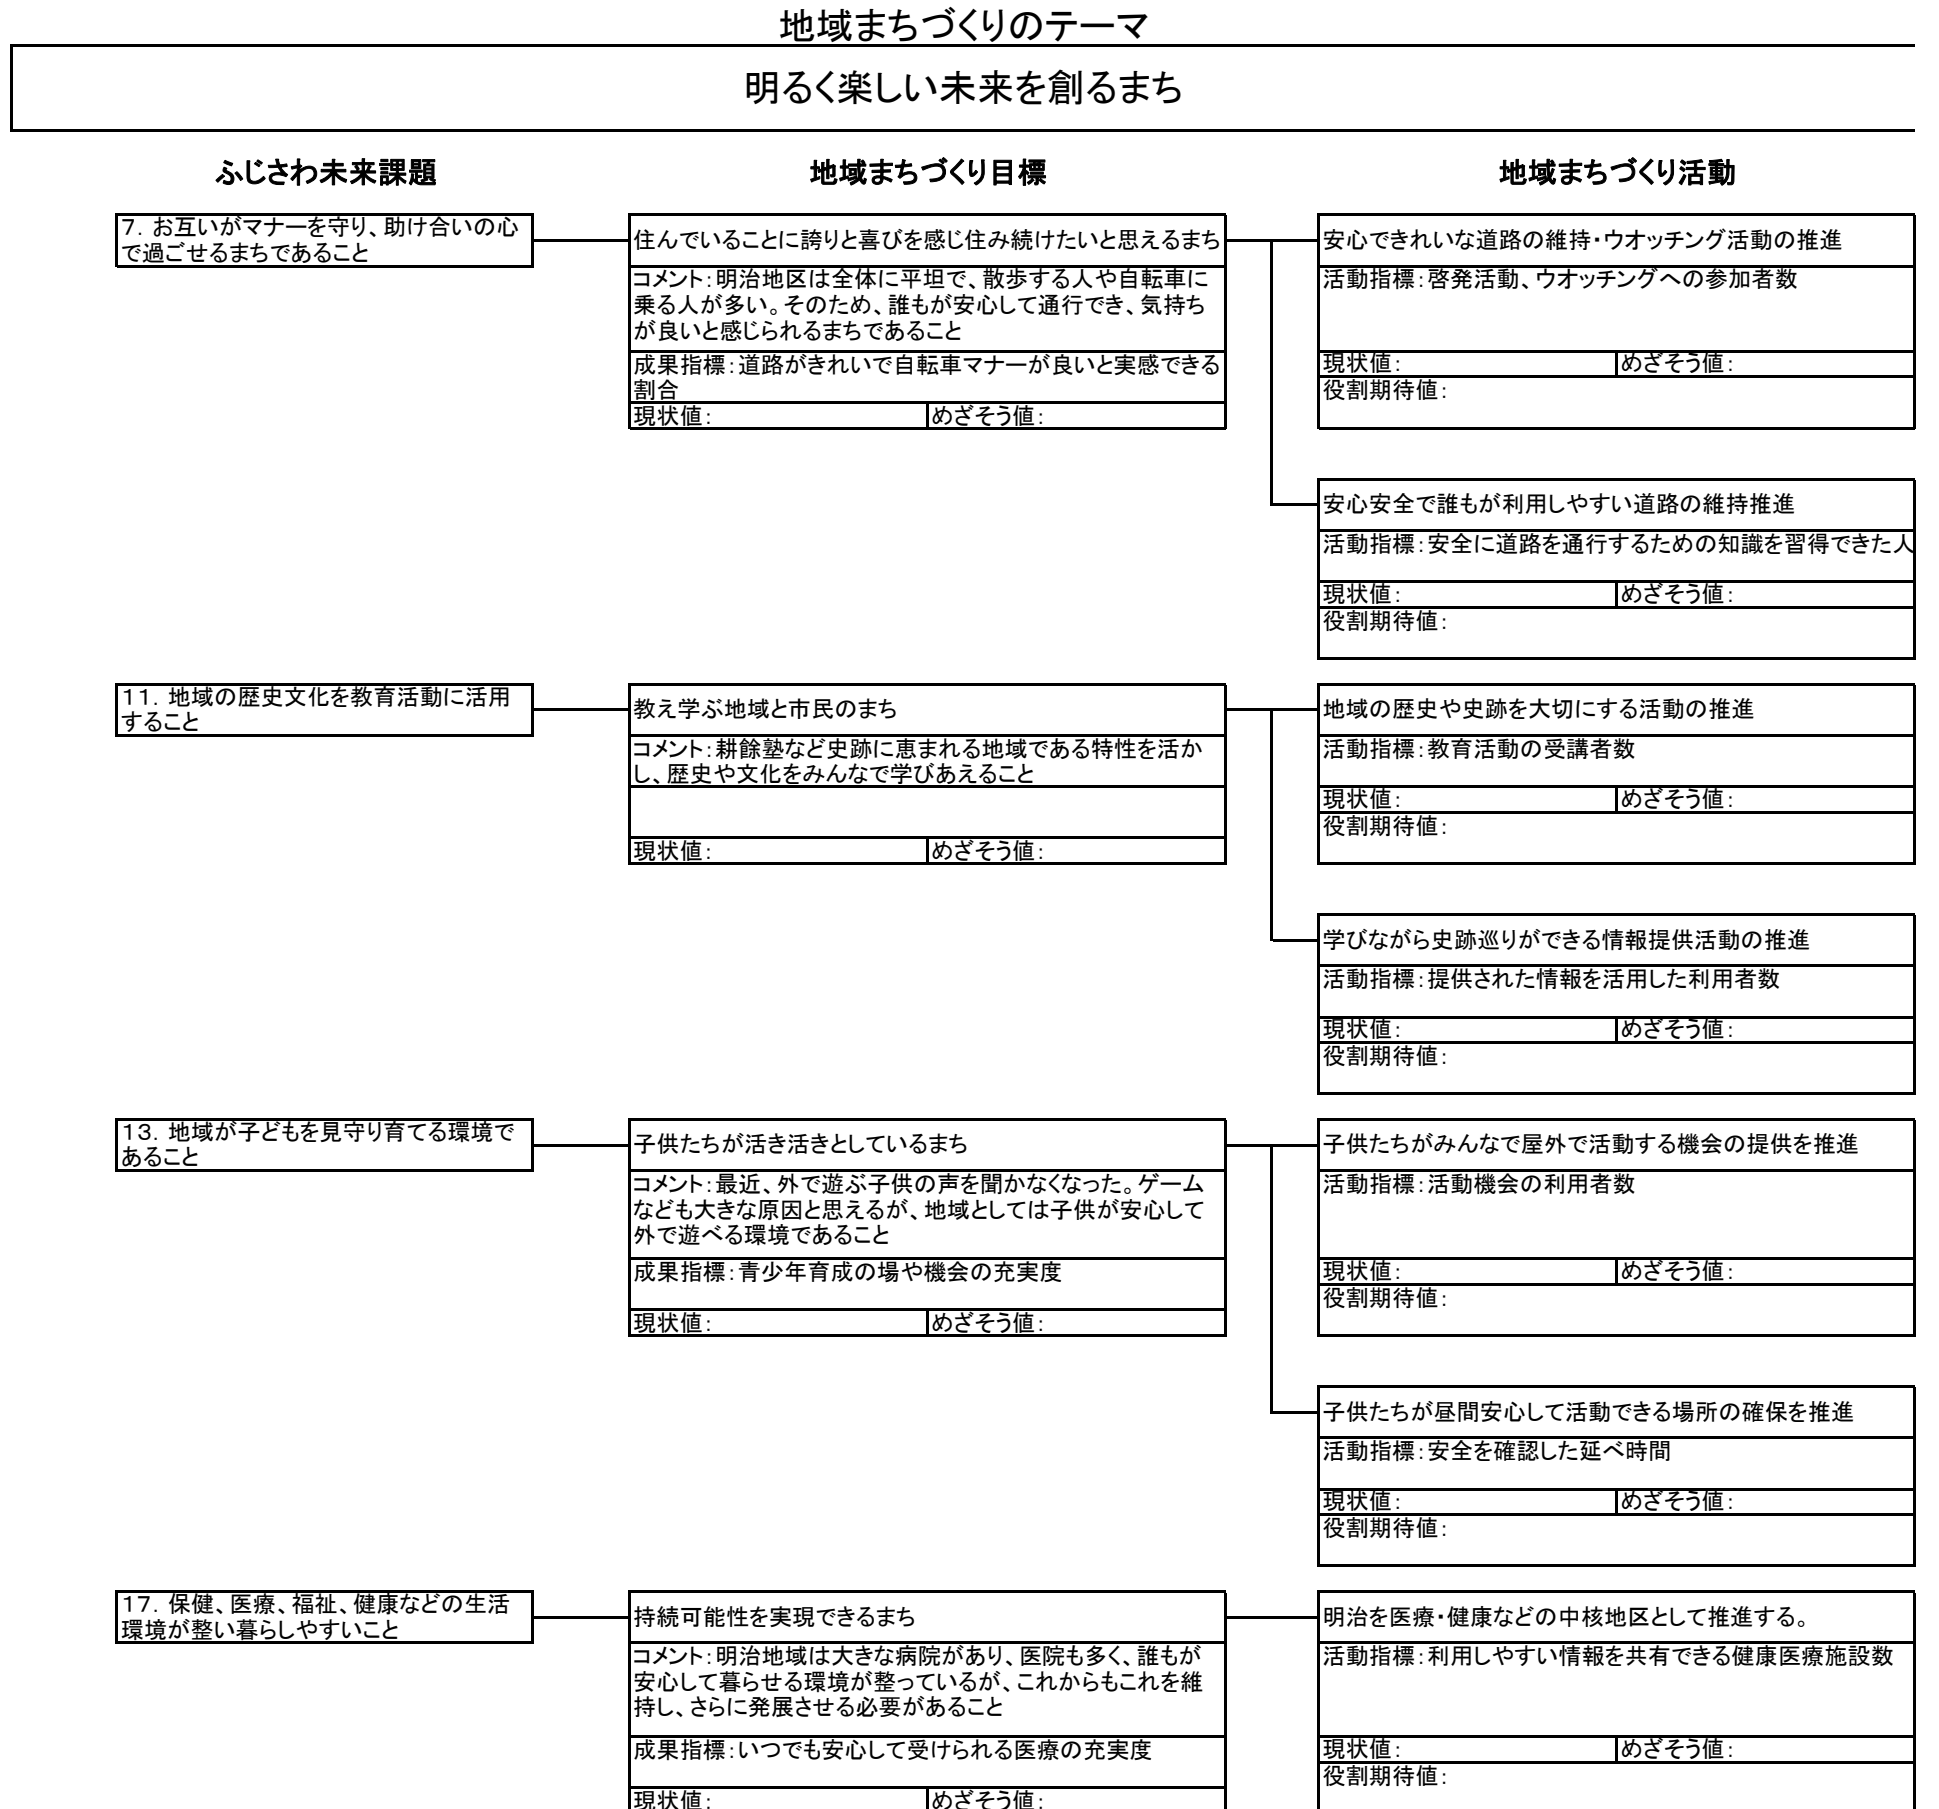 地域まちづくりのテーマ
明るく楽しい未来を創るまち
ふじさわ未来課題
地域まちづくり目標
地域まちづくり活動
7．お互いがマナーを守り、助け合いの心
で過ごせるまちであること
住んでいることに誇りと喜びを感じ住み続けたいと思えるまち
コメント：明治地区は全体に平坦で、散歩する人や自転車に
乗る人が多い。そのため、誰もが安心して通行でき、気持ち
が良いと感じられるまちであること
成果指標：道路がきれいで自転車マナーが良いと実感できる
割合
現状値：
めざそう値：
安心できれいな道路の維持・ウオッチング活動の推進
活動指標：啓発活動、ウオッチングへの参加者数
現状値：
めざそう値：
役割期待値：
安心安全で誰もが利用しやすい道路の維持推進
活動指標：安全に道路を通行するための知識を習得できた人
現状値：
めざそう値：
役割期待値：
11．地域の歴史文化を教育活動に活用
すること
教え学ぶ地域と市民のまち
コメント：耕餘塾など史跡に恵まれる地域である特性を活か
し、歴史や文化をみんなで学びあえること
現状値：
めざそう値：
地域の歴史や史跡を大切にする活動の推進
活動指標：教育活動の受講者数
現状値：
めざそう値：
役割期待値：
学びながら史跡巡りができる情報提供活動の推進
活動指標：提供された情報を活用した利用者数
現状値：
めざそう値：
役割期待値：
13．地域が子どもを見守り育てる環境で
あること
子供たちが活き活きとしているまち
コメント：最近、外で遊ぶ子供の声を聞かなくなった。ゲーム
なども大きな原因と思えるが、地域としては子供が安心して
外で遊べる環境であること
成果指標：青少年育成の場や機会の充実度
現状値：
めざそう値：
子供たちがみんなで屋外で活動する機会の提供を推進
活動指標：活動機会の利用者数
現状値：
めざそう値：
役割期待値：
子供たちが昼間安心して活動できる場所の確保を推進
活動指標：安全を確認した延べ時間
現状値：
めざそう値：
役割期待値：
17．保健、医療、福祉、健康などの生活
環境が整い暮らしやすいこと
持続可能性を実現できるまち
コメント：明治地域は大きな病院があり、医院も多く、誰もが
安心して暮らせる環境が整っているが、これからもこれを維
持し、さらに発展させる必要があること
成果指標：いつでも安心して受けられる医療の充実度
現状値：
めざそう値：
明治を医療・健康などの中核地区として推進する。
活動指標：利用しやすい情報を共有できる健康医療施設数
現状値：
めざそう値：
役割期待値：